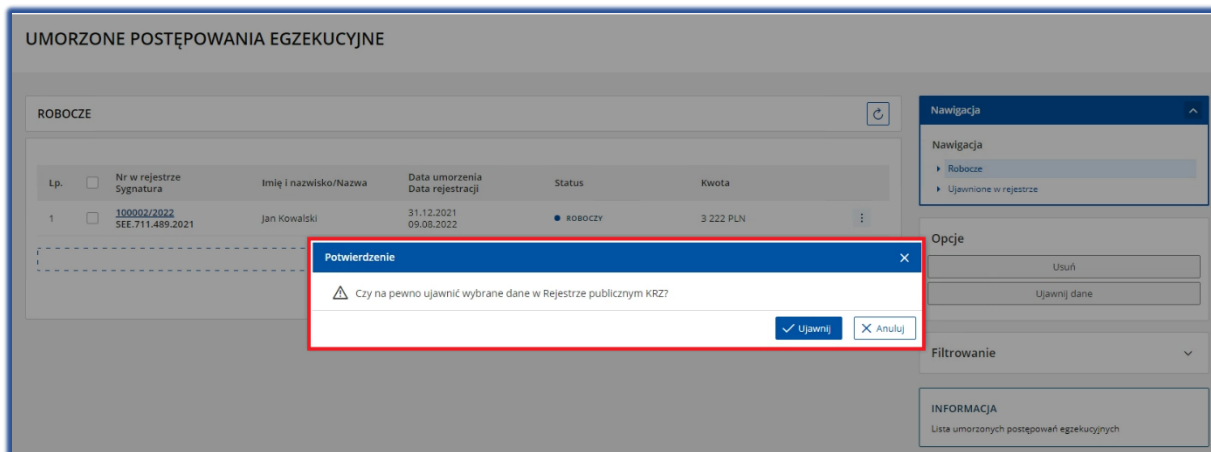 UMORZONE POSTĘPOWANIA EGZEKUCYJNE
ROBOCZE
Lp.
Nr w rejestrze
Sygnatura
Imię i nazwisko/Nazwa
Data umorzenia
Data rejestracji
Status
Kwota
1
100002/2022
SEE.711.489.2021
Jan Kowalski
31.12.2021
09.08.2022
ROBOCZY
3 222 PLN
Potwierdzenie
Czy na pewno ujawnić wybrane dane w Rejestrze publicznym KRZ?
Ujawnij
Anuluj
Nawigacja
Nawigacja
Robocze
Ujawnione w rejestrze
Opcje
Usuń
Ujawnij dane
Filtrowanie
INFORMACJA
Lista umorzonych postępowań egzekucyjnych